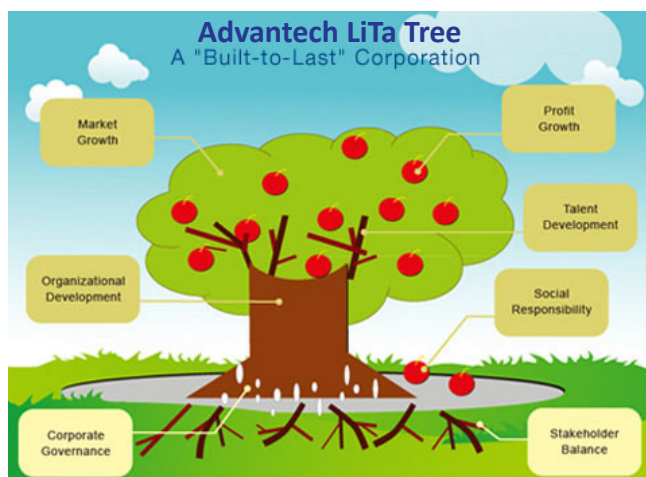 Advantech LiTa Tree
A "Built-to-Last" Corporation
Market
Growth
Profit
Growth
Talent
Development
Organizational
Development
Social
Responsibility
Corporate
Governance
Stakeholder
Balance